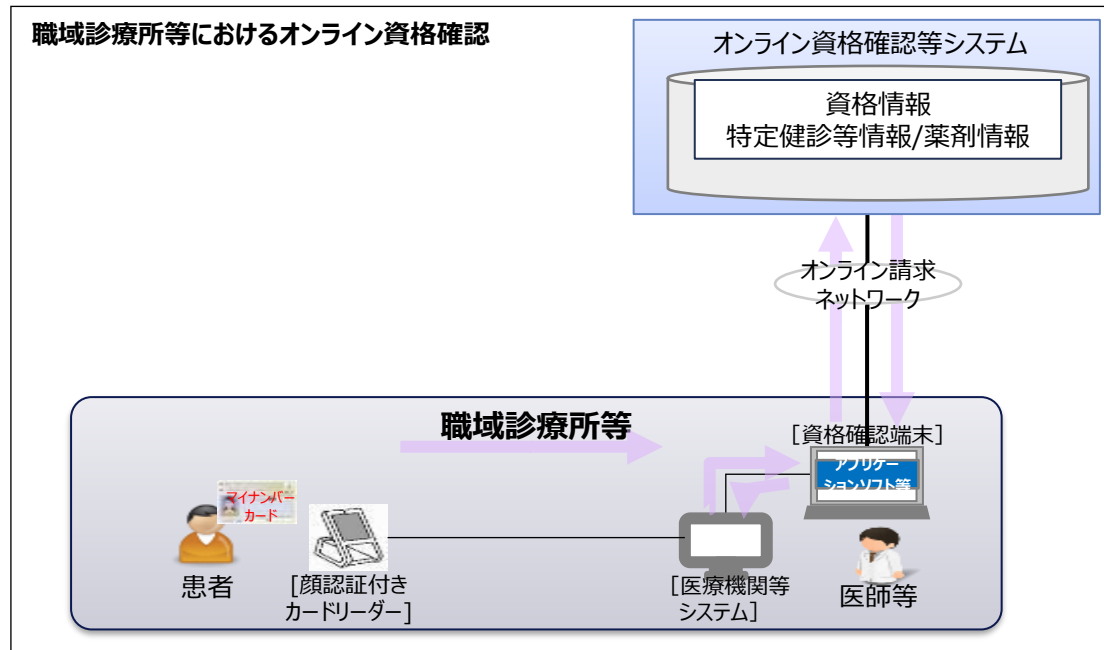 職域診療所等におけるオンライン資格確認
オンライン資格確認等システム
資格情報
特定健診等情報/薬剤情報
オンライン請求
ネットワーク
職域診療所等
[資格確認端末]
アプリケー
ションソフト等
マイナンバー
カード
患者
[顔認証付き
カードリーダー]
[医療機関等
システム]
医師等